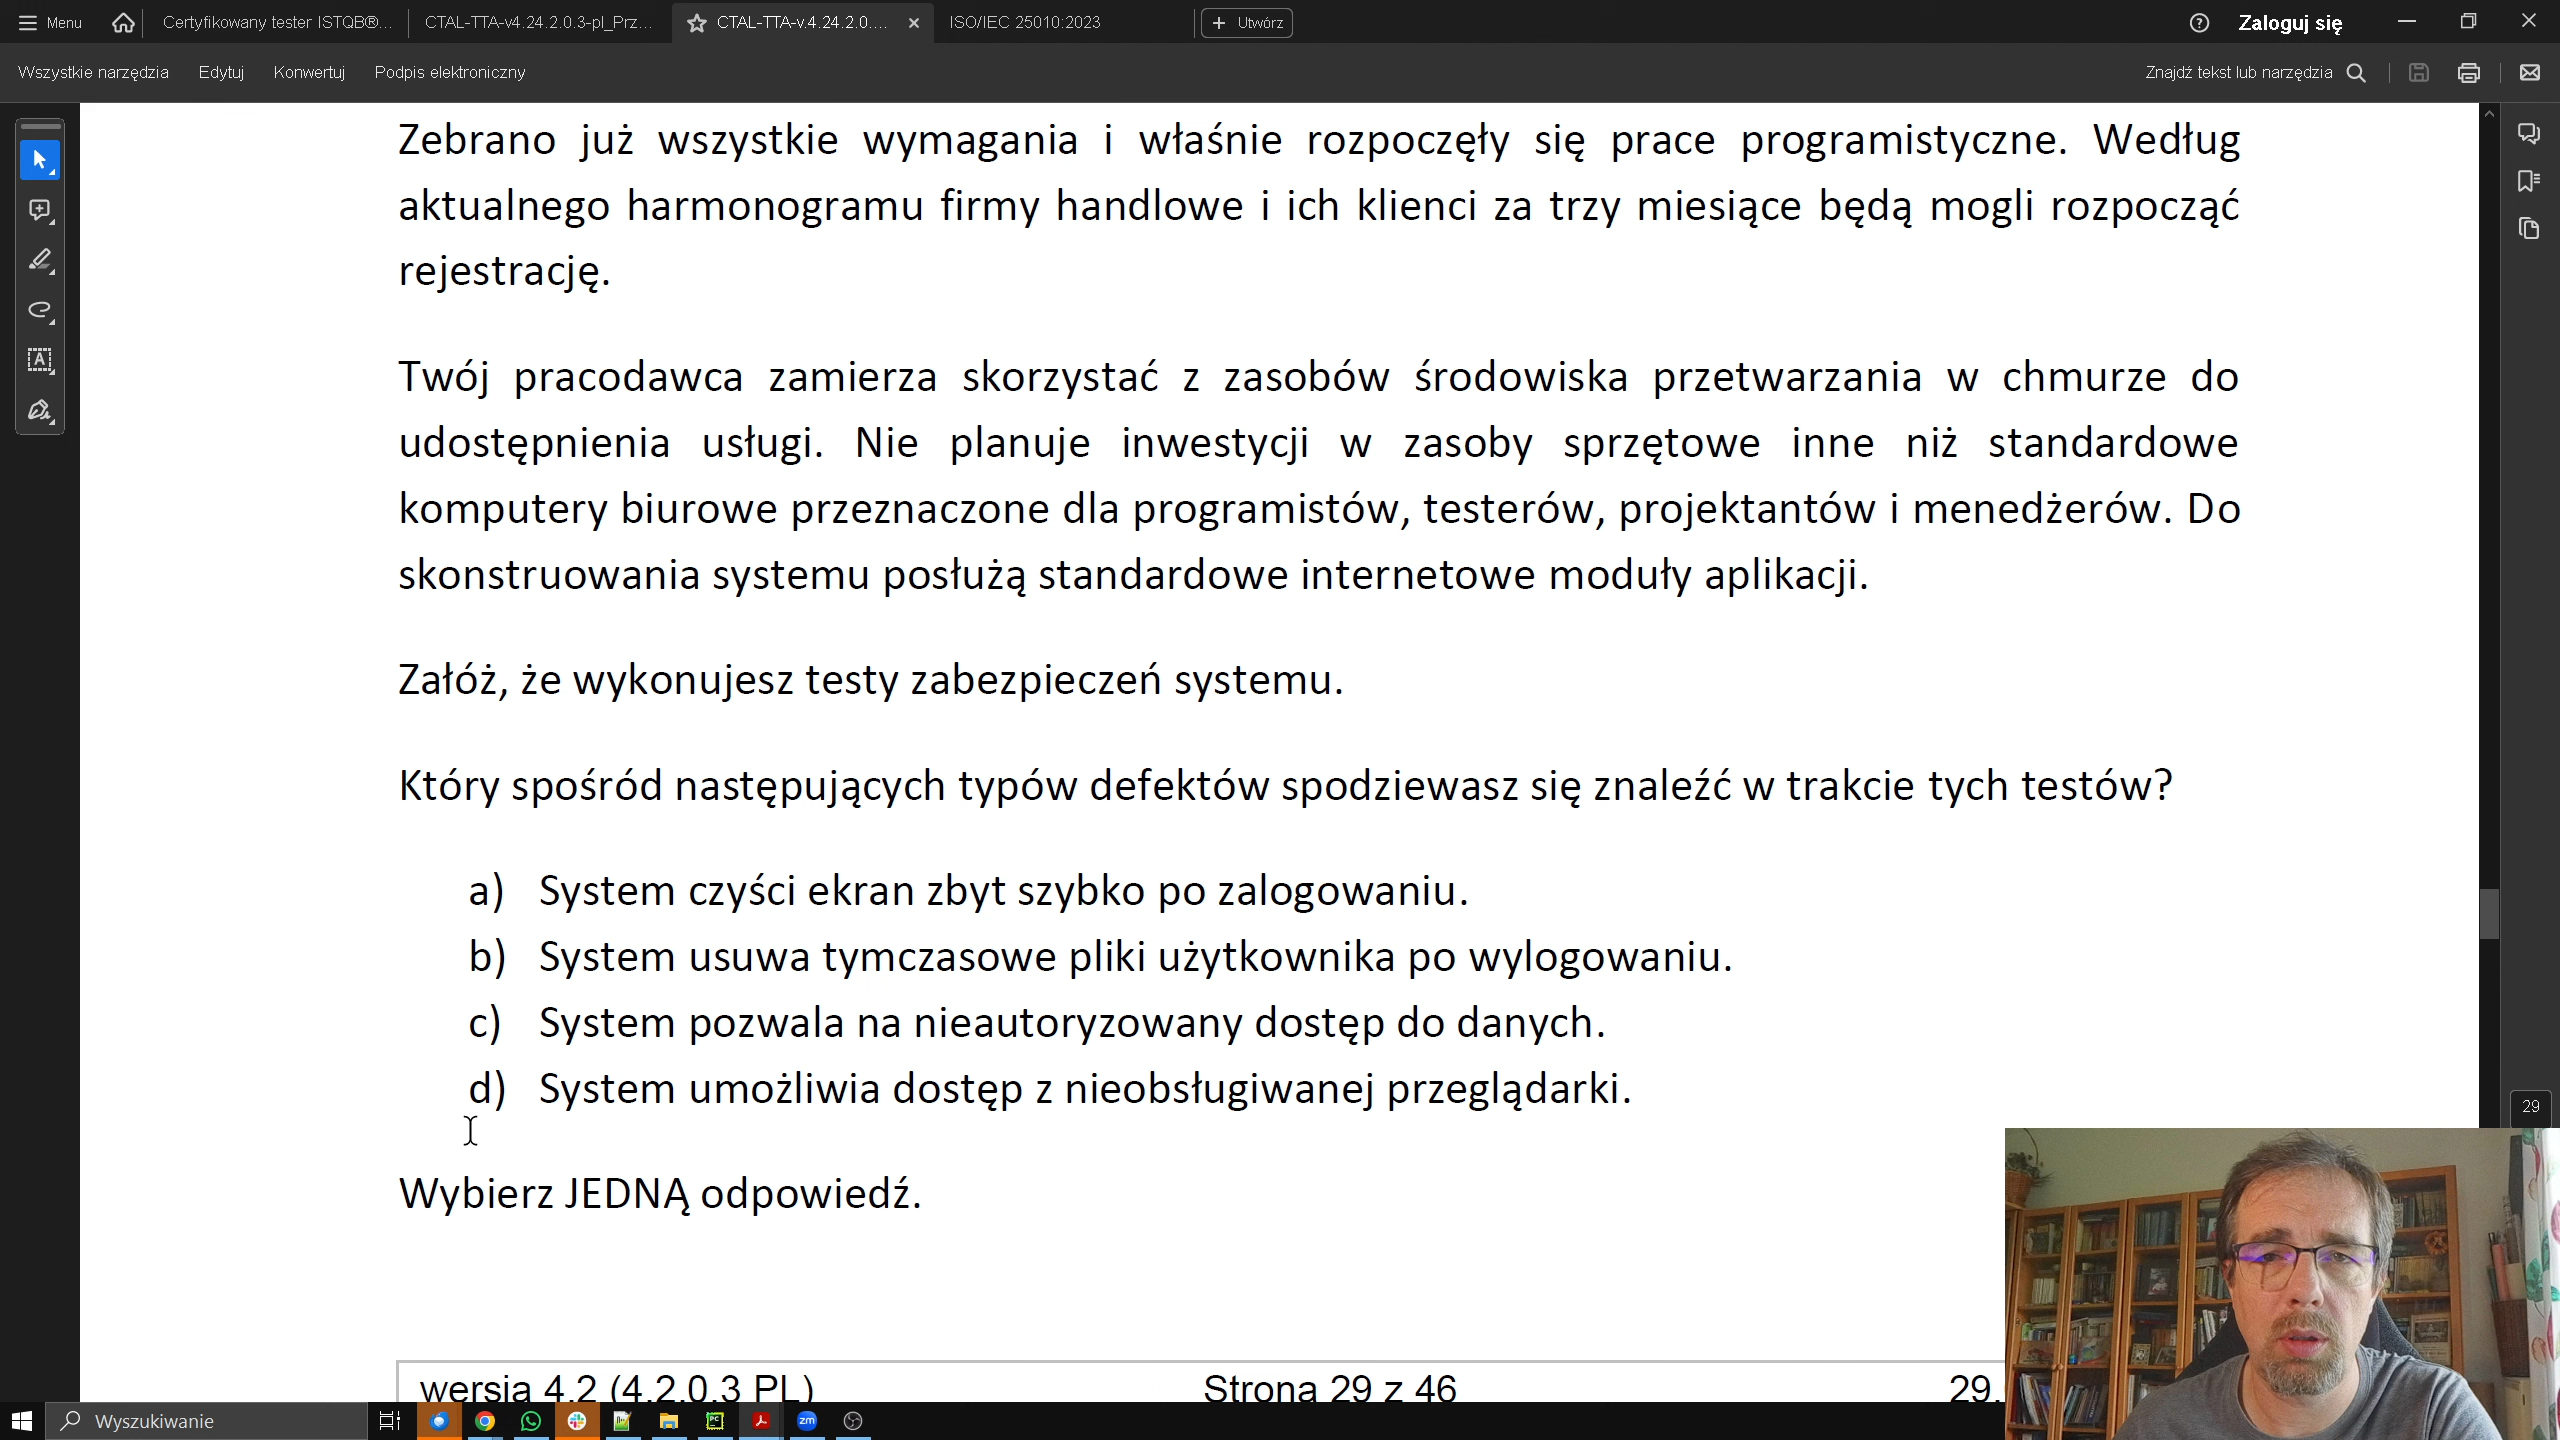 Menu
Certyfikowany tester ISTQB®...
CTAL-TTA-v4.24.2.0.3-pl_Prz...
CTAL-TTA-v.4.24.2.0....
ISO/IEC 25010:2023
Utwórz
Zaloguj się
Wszystkie narzędzia
Edytuj
Konwertuj
Podpis elektroniczny
Znajdź tekst lub narzędzia
Zebrano już wszystkie wymagania i właśnie rozpoczęły się prace programistyczne. Według
aktualnego harmonogramu firmy handlowe i ich klienci za trzy miesiące będą mogli rozpocząć
rejestrację.
Twój pracodawca zamierza skorzystać z zasobów środowiska przetwarzania w chmurze do
udostępnienia usługi. Nie planuje inwestycji w zasoby sprzętowe inne niż standardowe
komputery biurowe przeznaczone dla programistów, testerów, projektantów i menedżerów. Do
skonstruowania systemu posłużą standardowe internetowe moduły aplikacji.
Załóż, że wykonujesz testy zabezpieczeń systemu.
Który spośród następujących typów defektów spodziewasz się znaleźć w trakcie tych testów?
a) System czyści ekran zbyt szybko po zalogowaniu.
b) System usuwa tymczasowe pliki użytkownika po wylogowaniu.
c) System pozwala na nieautoryzowany dostęp do danych.
d) System umożliwia dostęp z nieobsługiwanej przeglądarki.
29
Wybierz JEDNĄ odpowiedź.
wersja 4.2 (4.2.0.3 PL)
Strona 29 z 46
29.
Wyszukiwanie
PC
zm